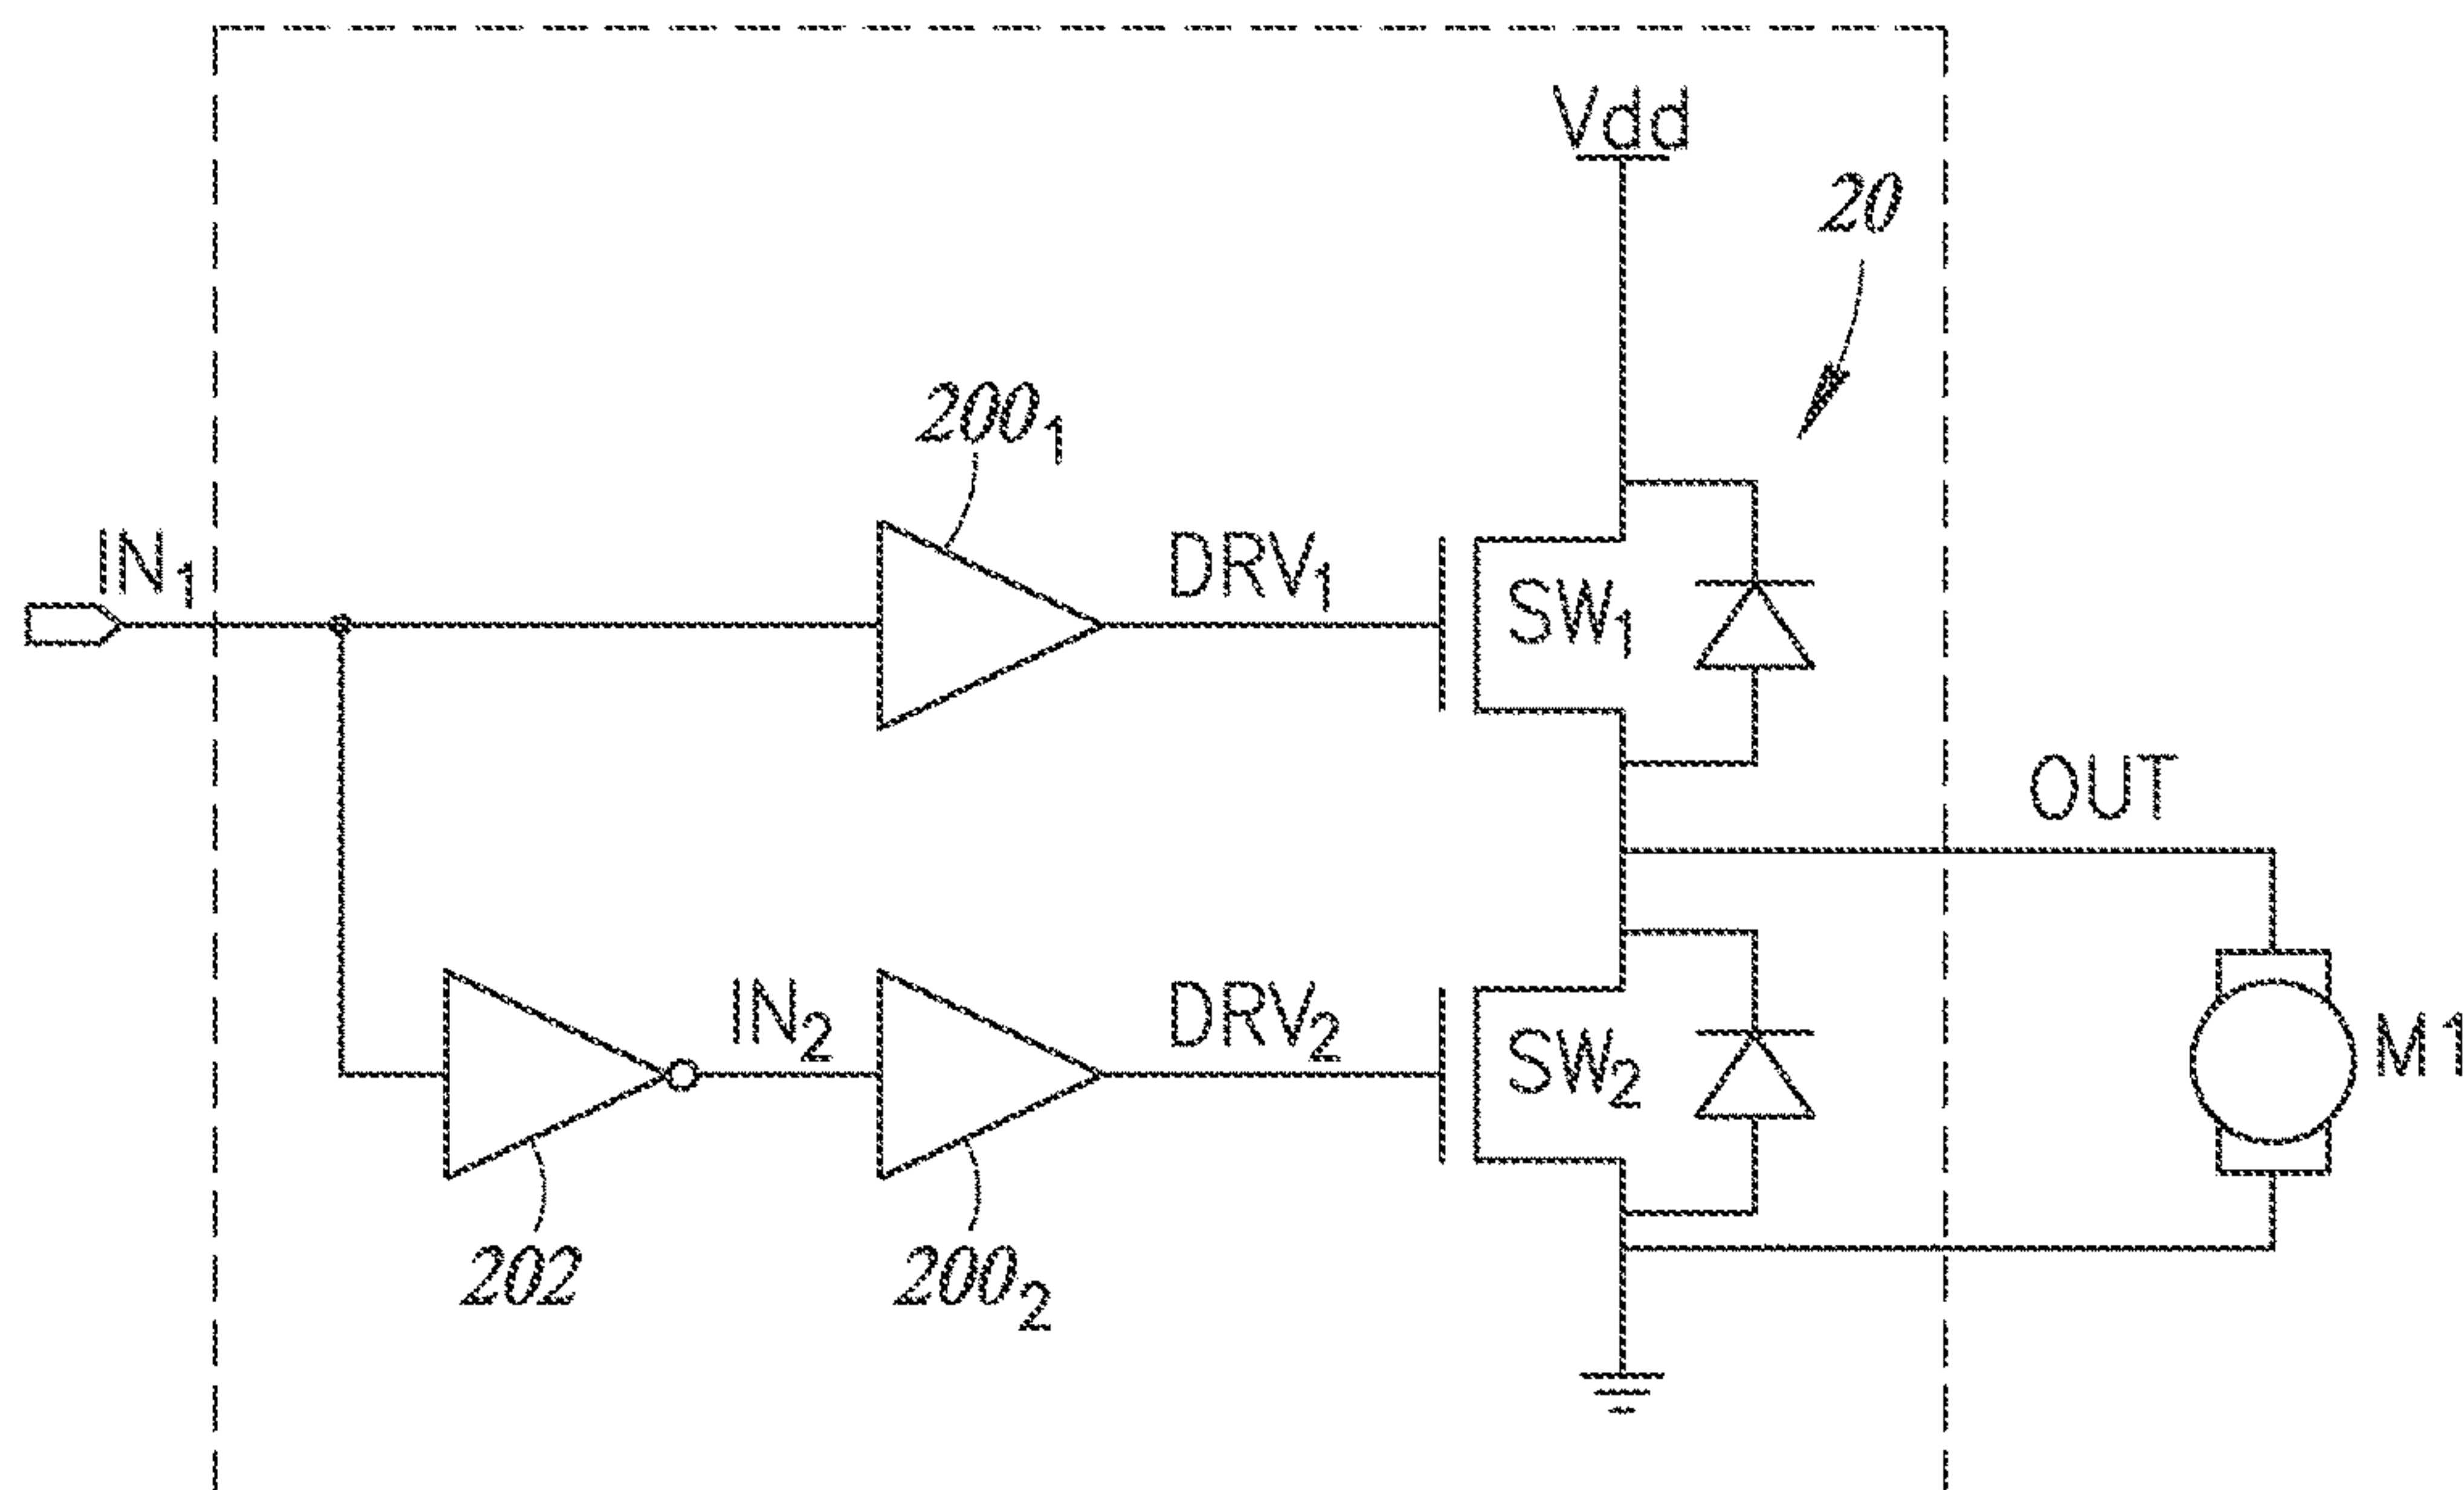 Vdd
20
200₁
IN₁
DRV₁
SW₁
OUT
IN₂
DRV₂
SW₂
M1
202
200₂